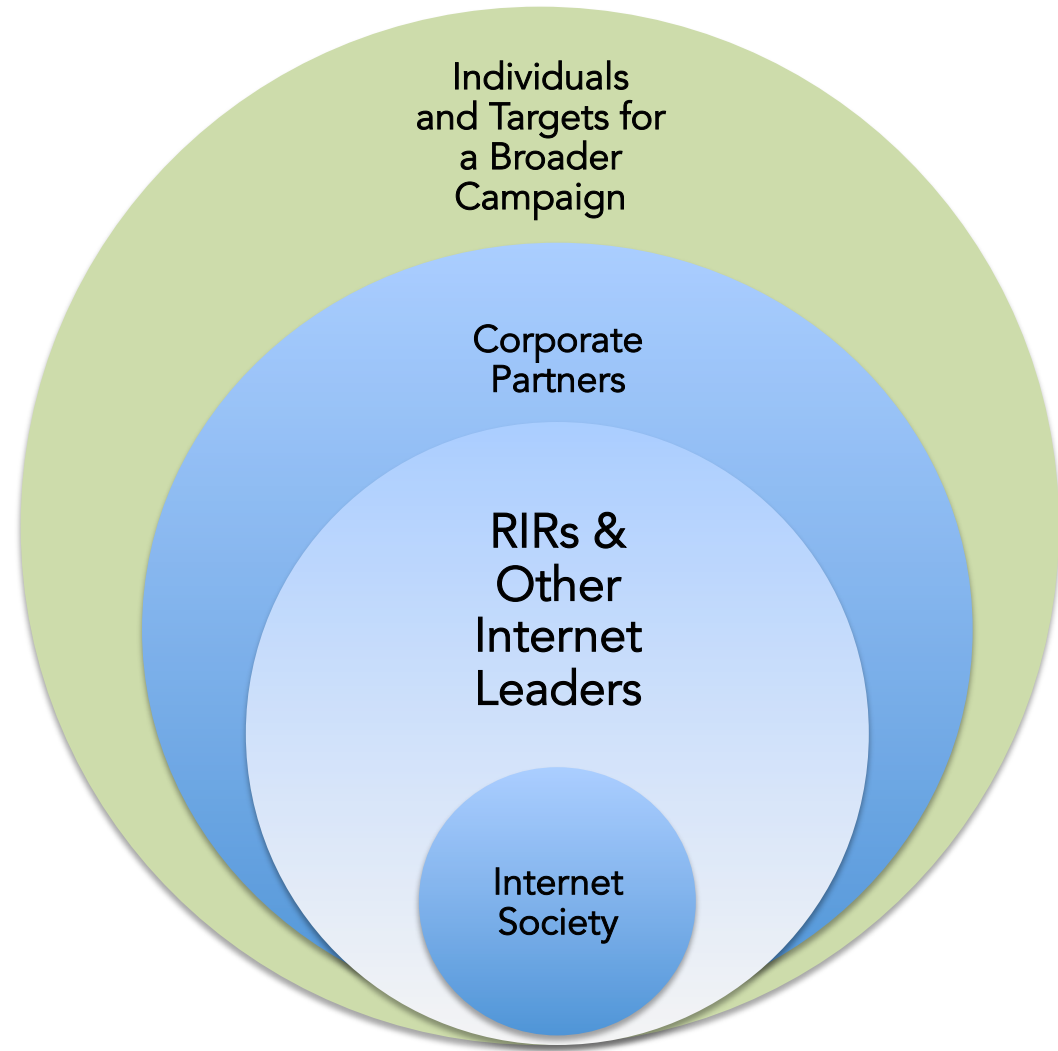 Individuals
and Targets for
a Broader
Campaign
Corporate
Partners
RIRs &
Other
Internet
Leaders
Internet
Society